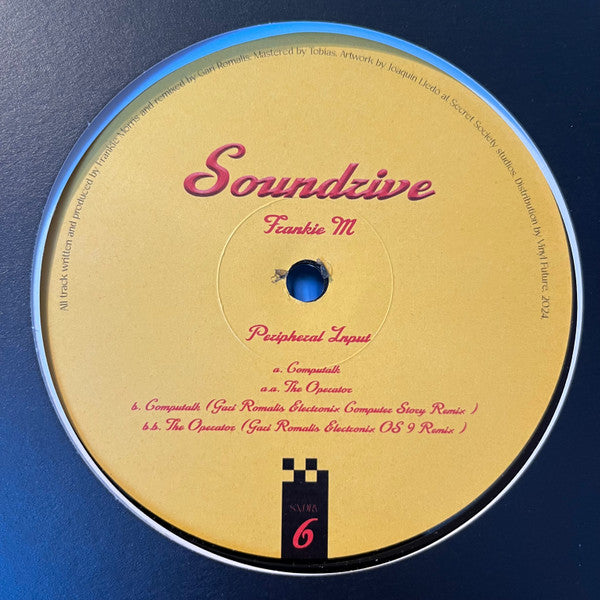 All track written and produced by Frankie Morris and remixed by Gari Romalis. Mastered by Tobias. Artwork by Joaquin Lledó at Secret Society studios. Distribution by Vinyl Future. 2024.
Soundrive
Frankie M
Peripheral Input
a. Computalk
a.a. The Operator
b. Computalk (Gari Romalis Electronix Computer Story Remix )
b.b. The Operator (Gari Romalis Electronix OS 9 Remix )
6